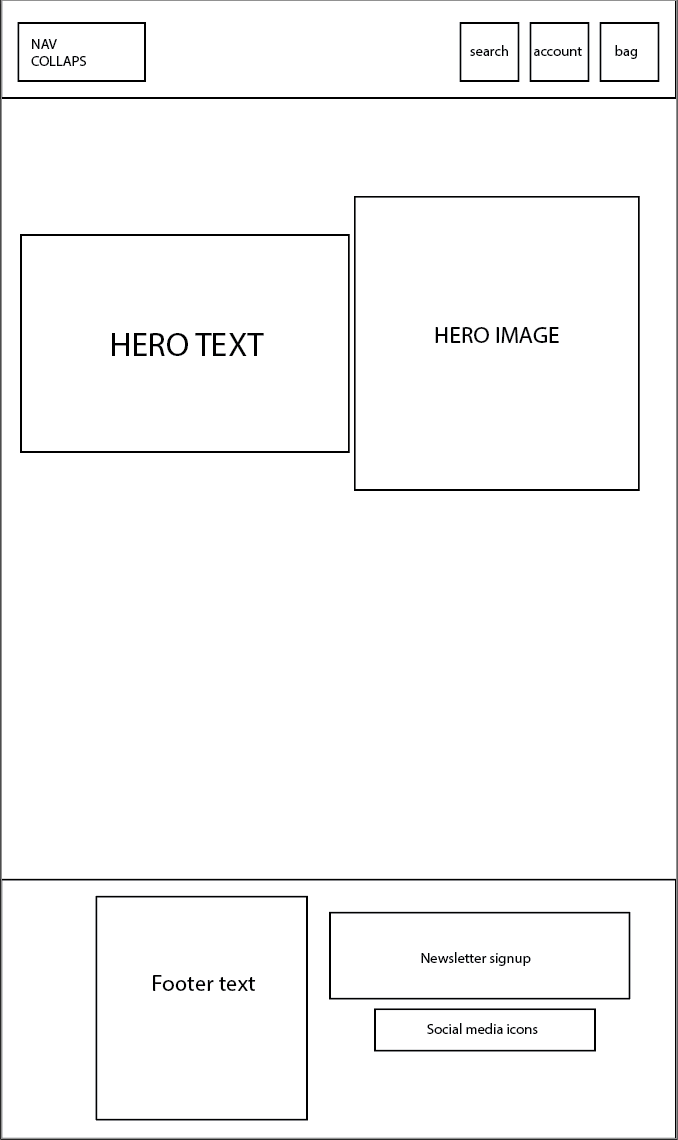 NAV
COLLAPS
search
account
bag
HERO TEXT
HERO IMAGE
Footer text
Newsletter signup
Social media icons